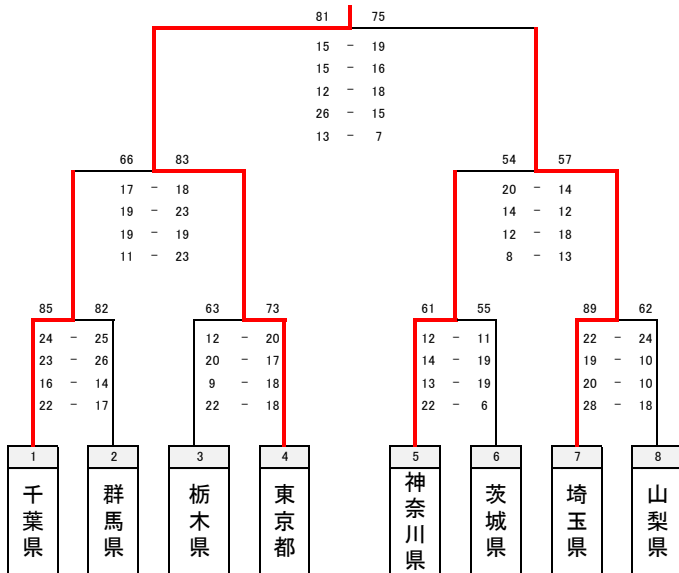 81 75
15 - 19
15 - 16
12 - 18
26 - 15
13 - 7
66 83
17 - 18
19 - 23
19 - 19
11 - 23
54 57
20 - 14
14 - 12
12 - 18
8 - 13
85 82
24 - 25
23 - 26
16 - 14
22 - 17
63 73
12 - 20
20 - 17
9 - 18
22 - 18
61 55
12 - 11
14 - 19
13 - 19
22 - 6
89 62
22 - 24
19 - 10
20 - 10
28 - 18
1
千葉県
2
群馬県
3
栃木県
4
東京都
5
神奈川県
6
茨城県
7
埼玉県
8
山梨県